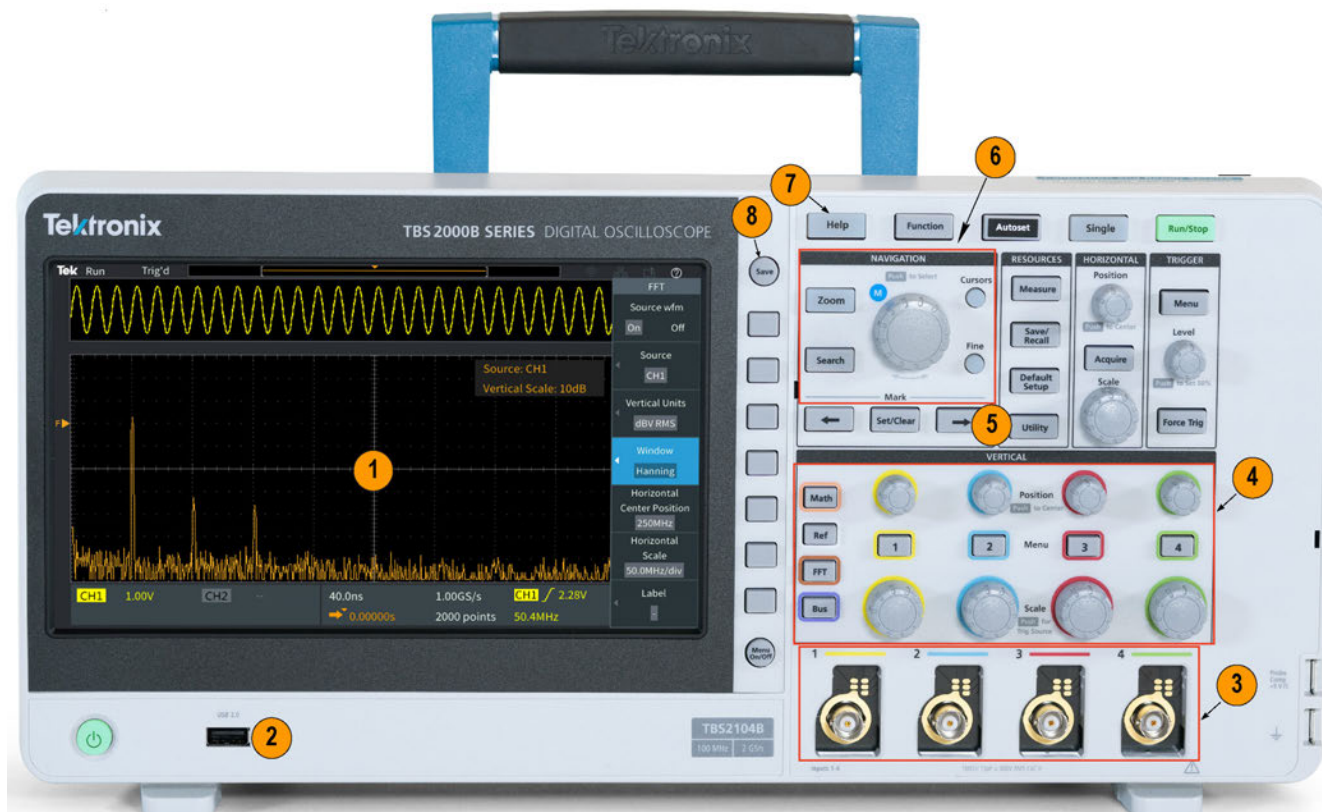 Tektronix
6
7
8
Tektronix
TBS 2000B SERIES DIGITAL OSCILLOSCOPE
Help
Function
Autoset
Single
Run/Stop
Tek Run Trig'd
?
FFT
Source wfm
On Off
Source
CH1
Vertical Units
dBV RMS
Window
Hanning
Horizontal
Center Position
250MHz
Horizontal
Scale
50.0MHz/div
Label
Source: CH1
Vertical Scale: 10dB
F
1
CH1 1.00V
CH2
40.0ns
1.00GS/s
CH1 2.28V
0.00000s
2000 points
50.4MHz
Save
Menu
On/Off
NAVIGATION
Push to Select
M
Cursors
Zoom
Search
Fine
Mark
Set/Clear
5
RESOURCES
Measure
Save/
Recall
Default
Setup
Utility
HORIZONTAL
Position
Push to Center
Acquire
Scale
TRIGGER
Menu
Level
Push to Set 50%
Force Trig
VERTICAL
4
Math
Ref
FFT
Bus
Position
Push to Center
1
2
Menu
3
4
Scale
Push for
Trig Source
1
2
3
4
3
USB 2.0
2
TBS2104B
100 MHz 2 GS/s
Inputs 1-4
Probe
Comp